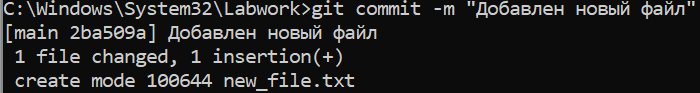 C:\Windows\System32\Labwork>git commit -m "Добавлен новый файл"
[main 2ba509a] Добавлен новый файл
 1 file changed, 1 insertion(+)
 create mode 100644 new_file.txt